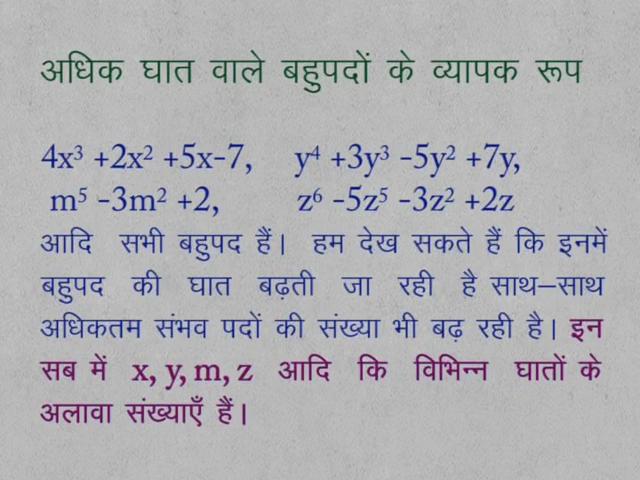 अधिक घात वाले बहुपदों के व्यापक रूप
4x³ +2x² +5x-7, y⁴ +3y³ -5y² +7y,
m⁵ -3m² +2, z⁶ -5z⁵ -3z² +2z
आदि सभी बहुपद हैं। हम देख सकते हैं कि इनमें
बहुपद की घात बढ़ती जा रही है साथ–साथ
अधिकतम संभव पदों की संख्या भी बढ़ रही है। इन
सब में x, y, m, z आदि कि विभिन्न घातों के
अलावा संख्याएँ हैं।